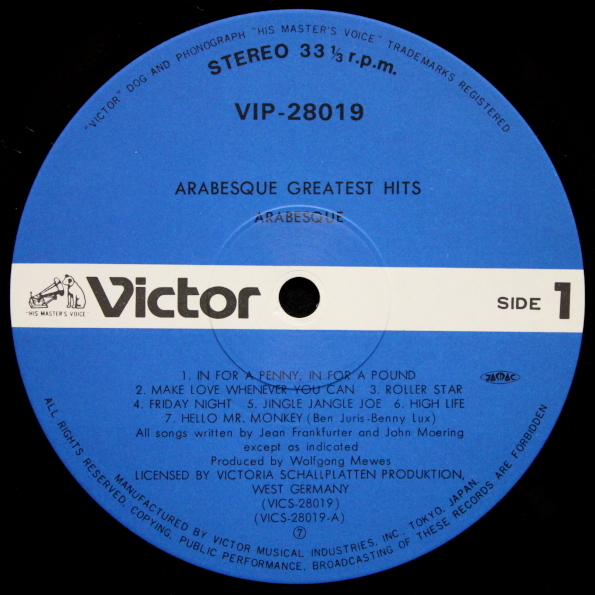 "VICTOR" DOG AND PHONOGRAPH "HIS MASTER'S VOICE" TRADEMARKS REGISTERED
STEREO 33 1/3 r.p.m.
VIP-28019
ARABESQUE GREATEST HITS
ARABESQUE
"HIS MASTER'S VOICE"
Victor
SIDE 1
1. IN FOR A PENNY, IN FOR A POUND
2. MAKE LOVE WHENEVER YOU CAN 3. ROLLER STAR
4. FRIDAY NIGHT 5. JINGLE JANGLE JOE 6. HIGH LIFE
7. HELLO MR. MONKEY (Ben Juris-Benny Lux)
All songs written by Jean Frankfurter and John Moering
except as indicated
Produced by Wolfgang Mewes
LICENSED BY VICTORIA SCHALLPLATTEN PRODUKTION,
WEST GERMANY
(VICS-28019)
(VICS-28019-A)
⑦
JASRAC
MANUFACTURED BY VICTOR MUSICAL INDUSTRIES, INC., TOKYO, JAPAN
ALL RIGHTS RESERVED. COPYING, PUBLIC PERFORMANCE, BROADCASTING OF THESE RECORDS ARE FORBIDDEN